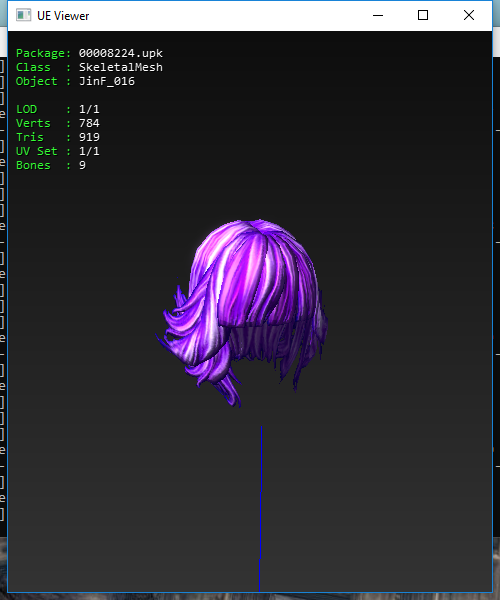 UE Viewer
Package: 00008224.upk
Class : SkeletalMesh
Object : JinF_016
LOD : 1/1
Verts : 784
Tris : 919
UV Set : 1/1
Bones : 9